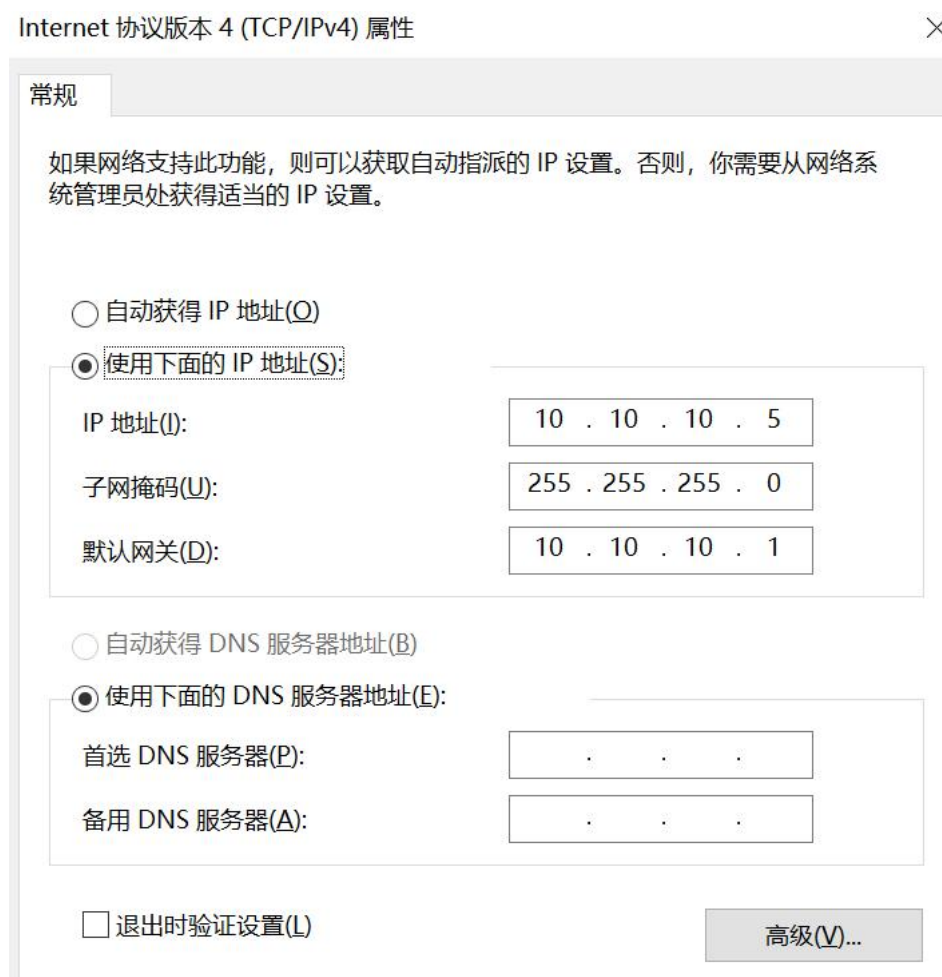 Internet 协议版本 4 (TCP/IPv4) 属性
常规
如果网络支持此功能，则可以获取自动指派的 IP 设置。否则，你需要从网络系
统管理员处获得适当的 IP 设置。
自动获得 IP 地址(O)
使用下面的 IP 地址(S):
IP 地址(I): 10 . 10 . 10 . 5
子网掩码(U): 255 . 255 . 255 . 0
默认网关(D): 10 . 10 . 10 . 1
自动获得 DNS 服务器地址(B)
使用下面的 DNS 服务器地址(E):
首选 DNS 服务器(P): . . .
备用 DNS 服务器(A): . . .
退出时验证设置(L)
高级(V)...